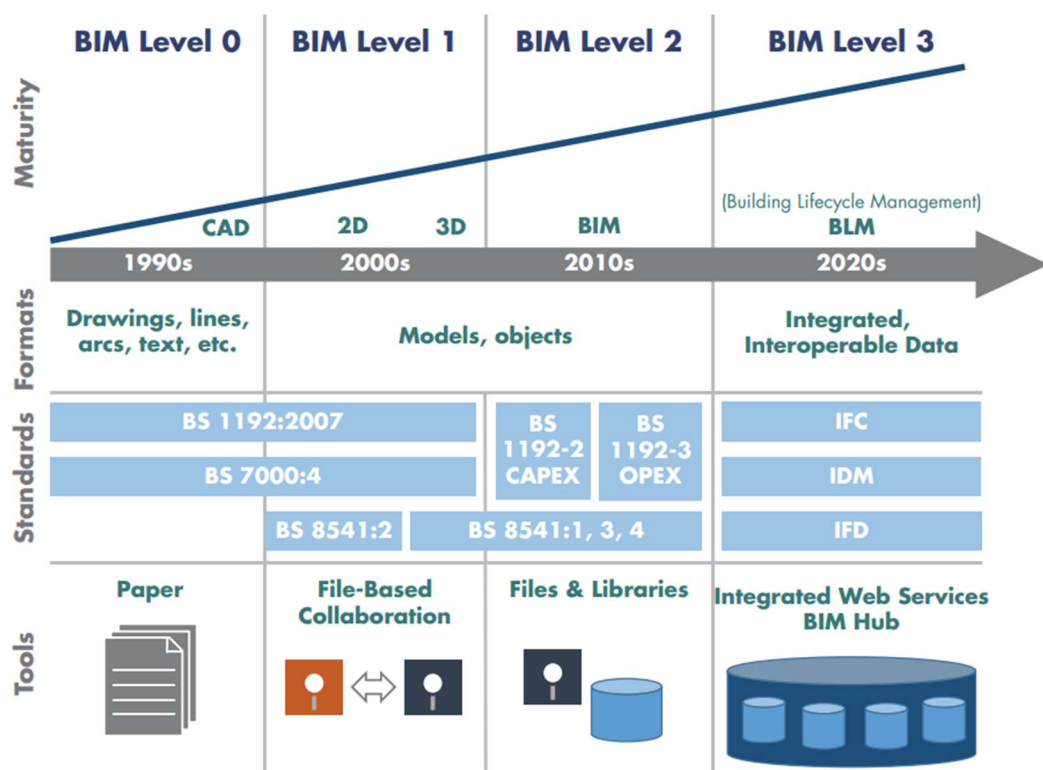 BIM Level 0
BIM Level 1
BIM Level 2
BIM Level 3
Maturity
(Building Lifecycle Management)
CAD
2D
3D
BIM
BLM
1990s
2000s
2010s
2020s
Formats
Drawings, lines,
arcs, text, etc.
Models, objects
Integrated,
Interoperable Data
Standards
BS 1192:2007
BS
1192-2
CAPEX
BS
1192-3
OPEX
IFC
BS 7000:4
IDM
BS 8541:2
BS 8541:1, 3, 4
IFD
Tools
Paper
File-Based
Collaboration
Files & Libraries
Integrated Web Services
BIM Hub